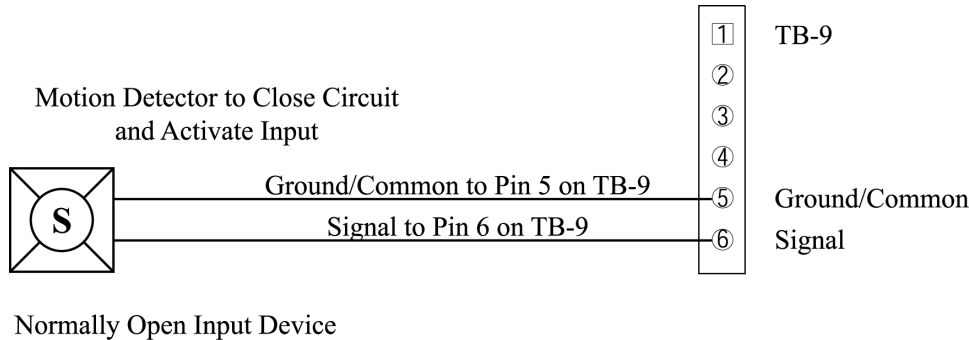 1 TB-9
2
3
4
Motion Detector to Close Circuit
and Activate Input
S
Ground/Common to Pin 5 on TB-9
5 Ground/Common
Signal to Pin 6 on TB-9
6 Signal
Normally Open Input Device